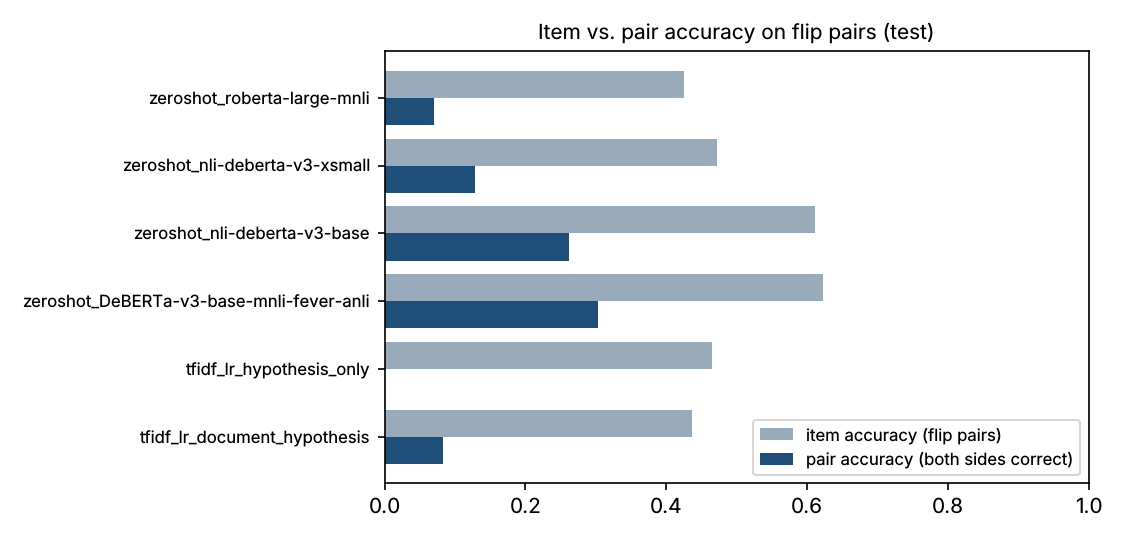 Item vs. pair accuracy on flip pairs (test)
zeroshot_roberta-large-mnli
zeroshot_nli-deberta-v3-xsmall
zeroshot_nli-deberta-v3-base
zeroshot_DeBERTa-v3-base-mnli-fever-anli
tfidf_lr_hypothesis_only
tfidf_lr_document_hypothesis
item accuracy (flip pairs)
pair accuracy (both sides correct)
0.0 0.2 0.4 0.6 0.8 1.0